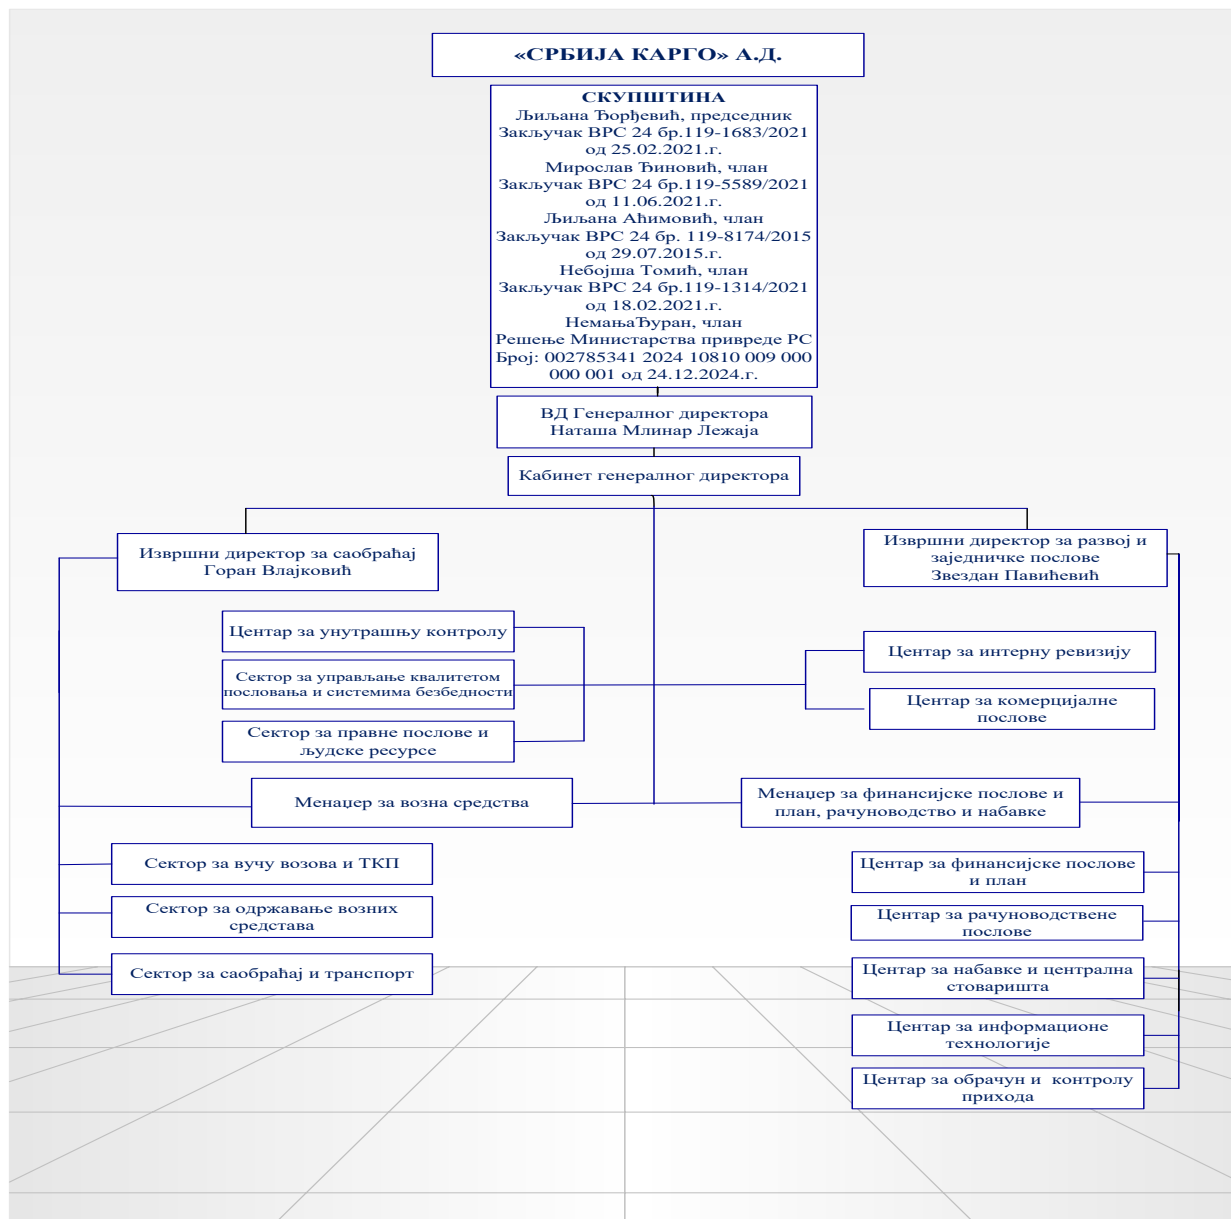 «СРБИЈА КАРГО» А.Д.
СКУПШТИНА
Љиљана Ђорђевић, председник
Закључак ВРС 24 бр.119-1683/2021
од 25.02.2021.г.
Мирослав Ђиновић, члан
Закључак ВРС 24 бр.119-5589/2021
од 11.06.2021.г.
Љиљана Аћимовић, члан
Закључак ВРС 24 бр. 119-8174/2015
од 29.07.2015.г.
Небојша Томић, члан
Закључак ВРС 24 бр.119-1314/2021
од 18.02.2021.г.
НемањаЂуран, члан
Решење Министарства привреде РС
Број: 002785341 2024 10810 009 000
000 001 од 24.12.2024.г.
ВД Генералног директора
Наташа Млинар Лежаја
Кабинет генералног директора
Извршни директор за саобраћај
Горан Влајковић
Извршни директор за развој и
заједничке послове
Звездан Павићевић
Центар за унутрашњу контролу
Сектор за управљање квалитетом
пословања и системима безбедности
Сектор за правне послове и
људске ресурсе
Центар за интерну ревизију
Центар за комерцијалне
послове
Менаџер за возна средства
Менаџер за финансијске послове и
план, рачуноводство и набавке
Сектор за вучу возова и ТКП
Сектор за одржавање возних
средстава
Сектор за саобраћај и транспорт
Центар за финансијске послове
и план
Центар за рачуноводствене
послове
Центар за набавке и централна
стоваришта
Центар за информационе
технологије
Центар за обрачун и  контролу
прихода